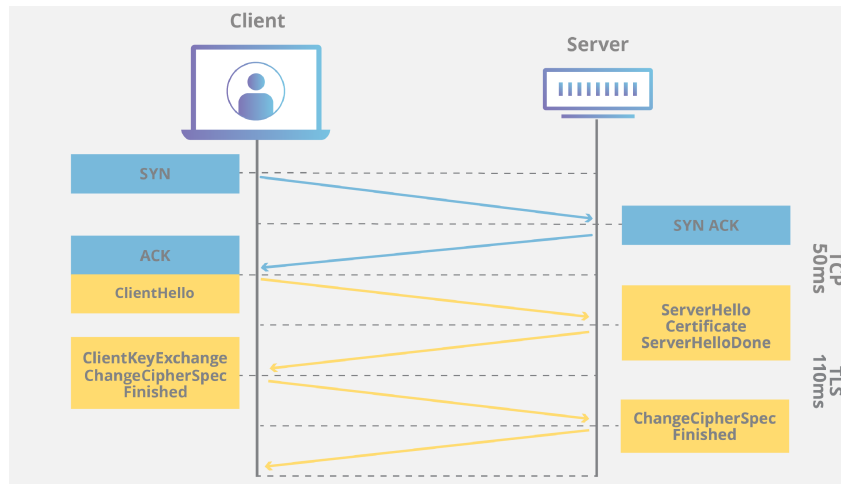 Client
Server
SYN
SYN ACK
ACK
ClientHello
TCP
50ms
ServerHello
Certificate
ServerHelloDone
ClientKeyExchange
ChangeCipherSpec
Finished
TLS
110ms
ChangeCipherSpec
Finished